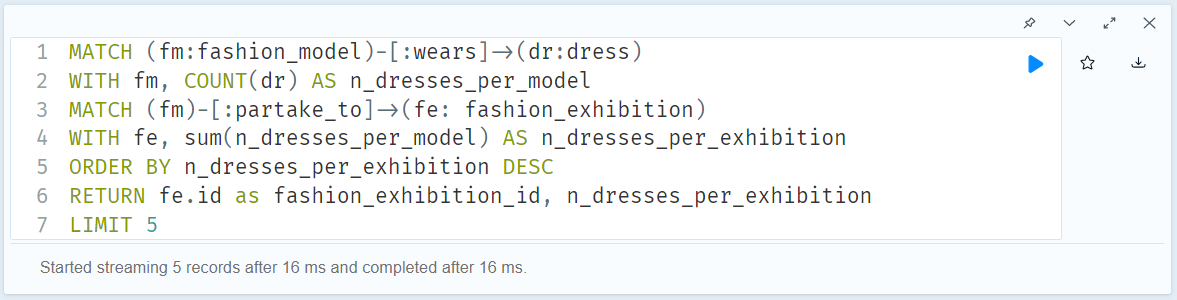 1 MATCH (fm:fashion_model)-[:wears]->(dr:dress)
2 WITH fm, COUNT(dr) AS n_dresses_per_model
3 MATCH (fm)-[:partake_to]->(fe: fashion_exhibition)
4 WITH fe, sum(n_dresses_per_model) AS n_dresses_per_exhibition
5 ORDER BY n_dresses_per_exhibition DESC
6 RETURN fe.id as fashion_exhibition_id, n_dresses_per_exhibition
7 LIMIT 5
Started streaming 5 records after 16 ms and completed after 16 ms.